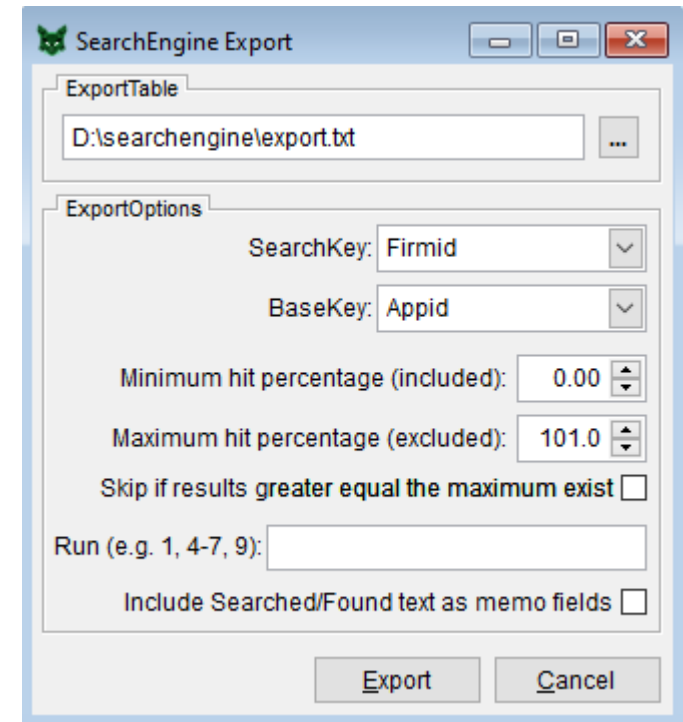 SearchEngine Export
ExportTable
D:\searchengine\export.txt
...
ExportOptions
SearchKey: Firmid
BaseKey: Appid
Minimum hit percentage (included): 0.00
Maximum hit percentage (excluded): 101.0
Skip if results greater equal the maximum exist
Run (e.g. 1, 4-7, 9):
Include Searched/Found text as memo fields
Export Cancel